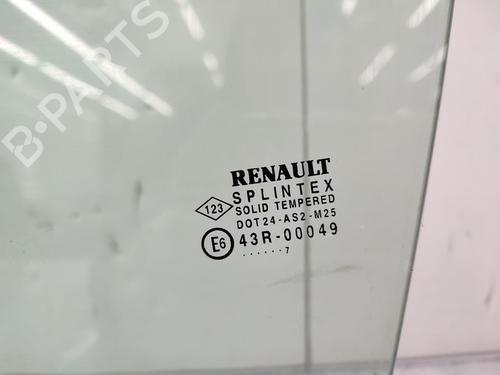 B-PARTS
RENAULT
SPLINTEX
123
SOLID TEMPERED
DOT24-AS2-M25
E6 43R-00049
......7